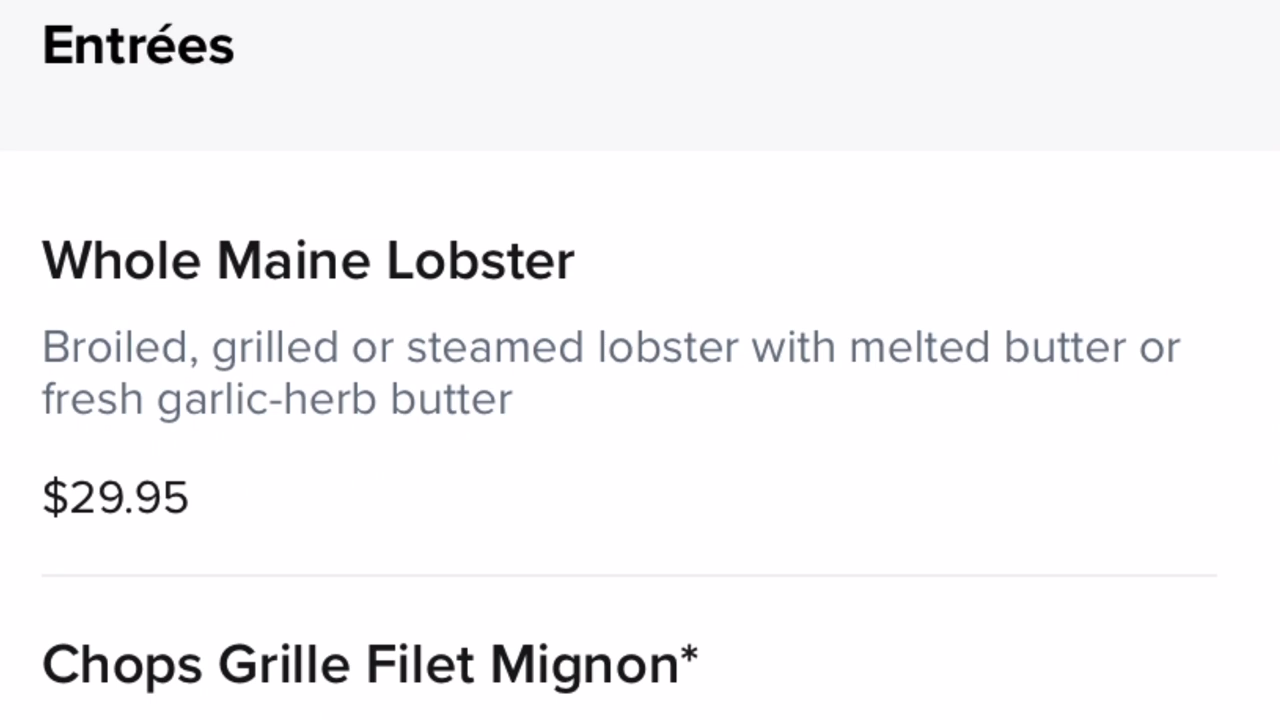 Entrées
Whole Maine Lobster
Broiled, grilled or steamed lobster with melted butter or
fresh garlic-herb butter
$29.95
Chops Grille Filet Mignon*